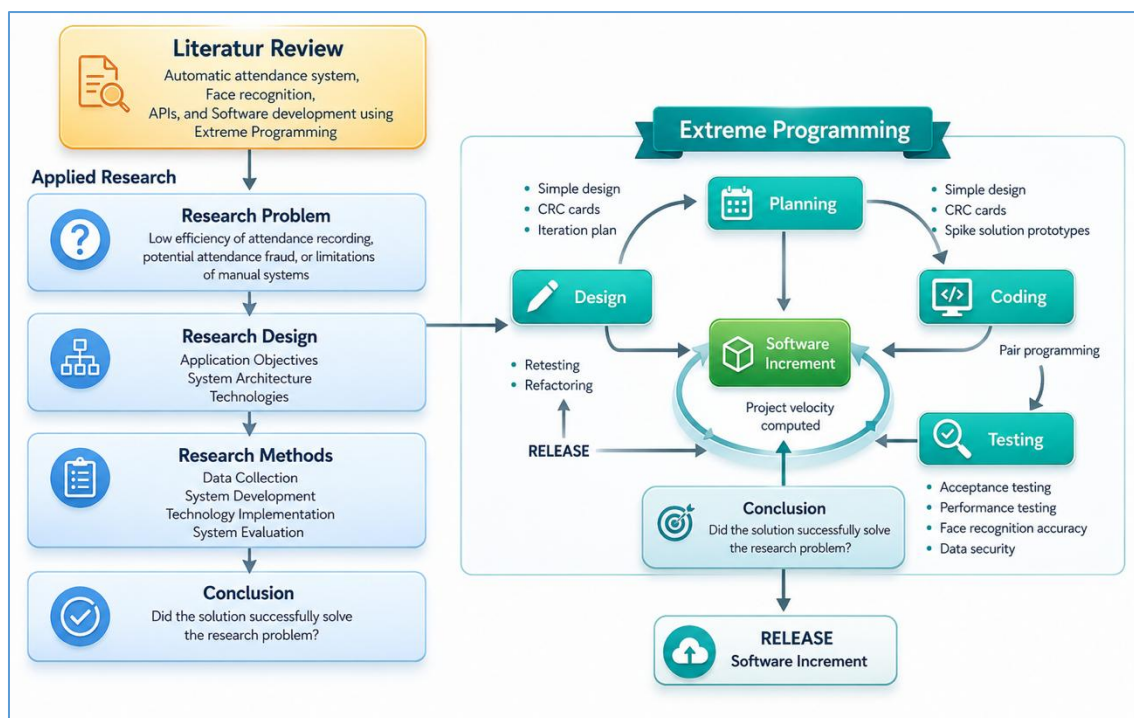 Literatur Review
Automatic attendance system,
Face recognition,
APIs, and Software development using
Extreme Programming
Applied Research
Research Problem
Low efficiency of attendance recording,
potential attendance fraud, or limitations
of manual systems
Research Design
Application Objectives
System Architecture
Technologies
Research Methods
Data Collection
System Development
Technology Implementation
System Evaluation
Conclusion
Did the solution successfully solve
the research problem?
Extreme Programming
• Simple design
• CRC cards
• Iteration plan
Planning
• Simple design
• CRC cards
• Spike solution prototypes
Design
</> Coding
Software
Increment
• Retesting
• Refactoring
Pair programming
Project velocity
computed
RELEASE
Testing
• Acceptance testing
• Performance testing
• Face recognition accuracy
• Data security
Conclusion
Did the solution successfully solve
the research problem?
RELEASE
Software Increment